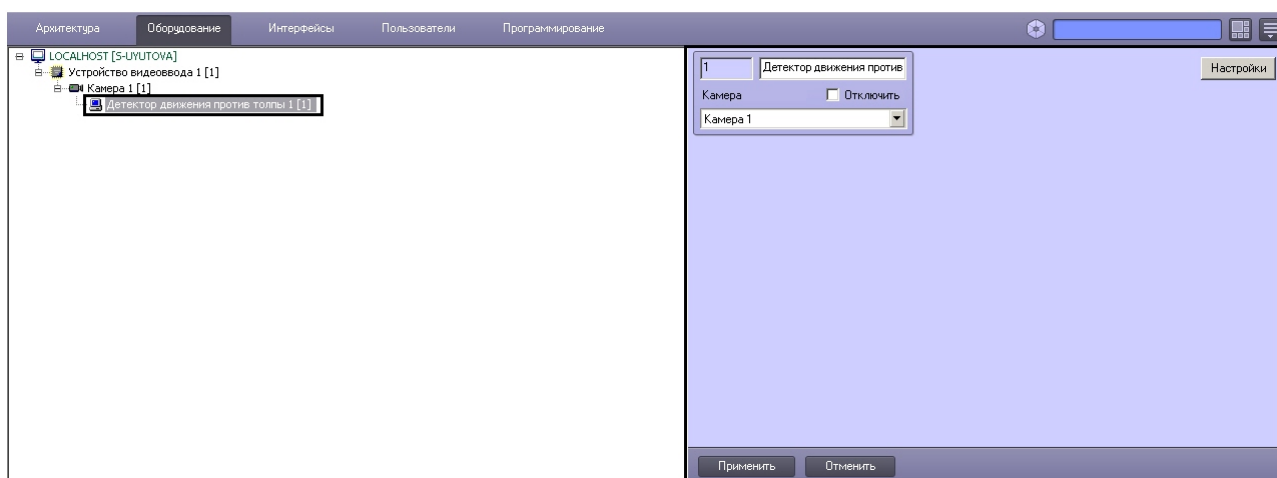 Архитектура Оборудование Интерфейсы Пользователи Программирование
LOCALHOST [S-UYUTOVA]
Устройство видеоввода 1 [1]
Камера 1 [1]
Детектор движения против толпы 1 [1]
1 Детектор движения против
Настройки
Камера Отключить
Камера 1
Применить Отменить